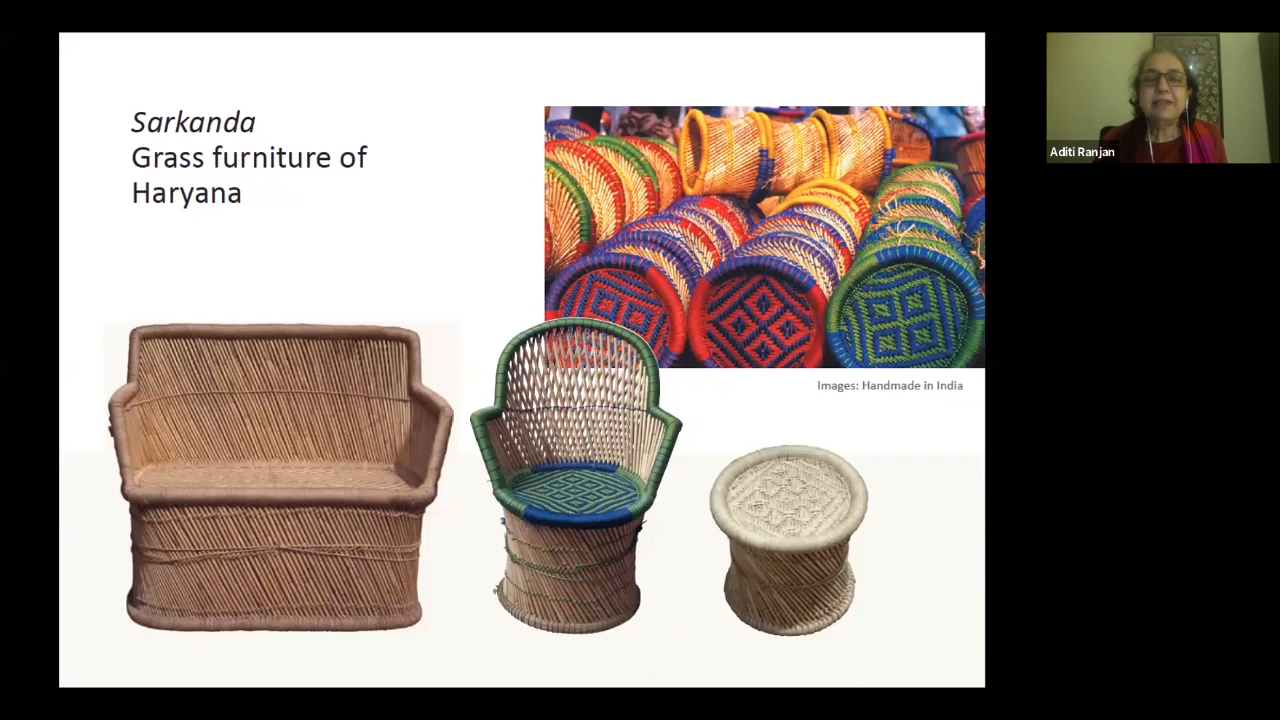 Sarkanda
Grass furniture of
Haryana
Images: Handmade in India
Aditi Ranjan